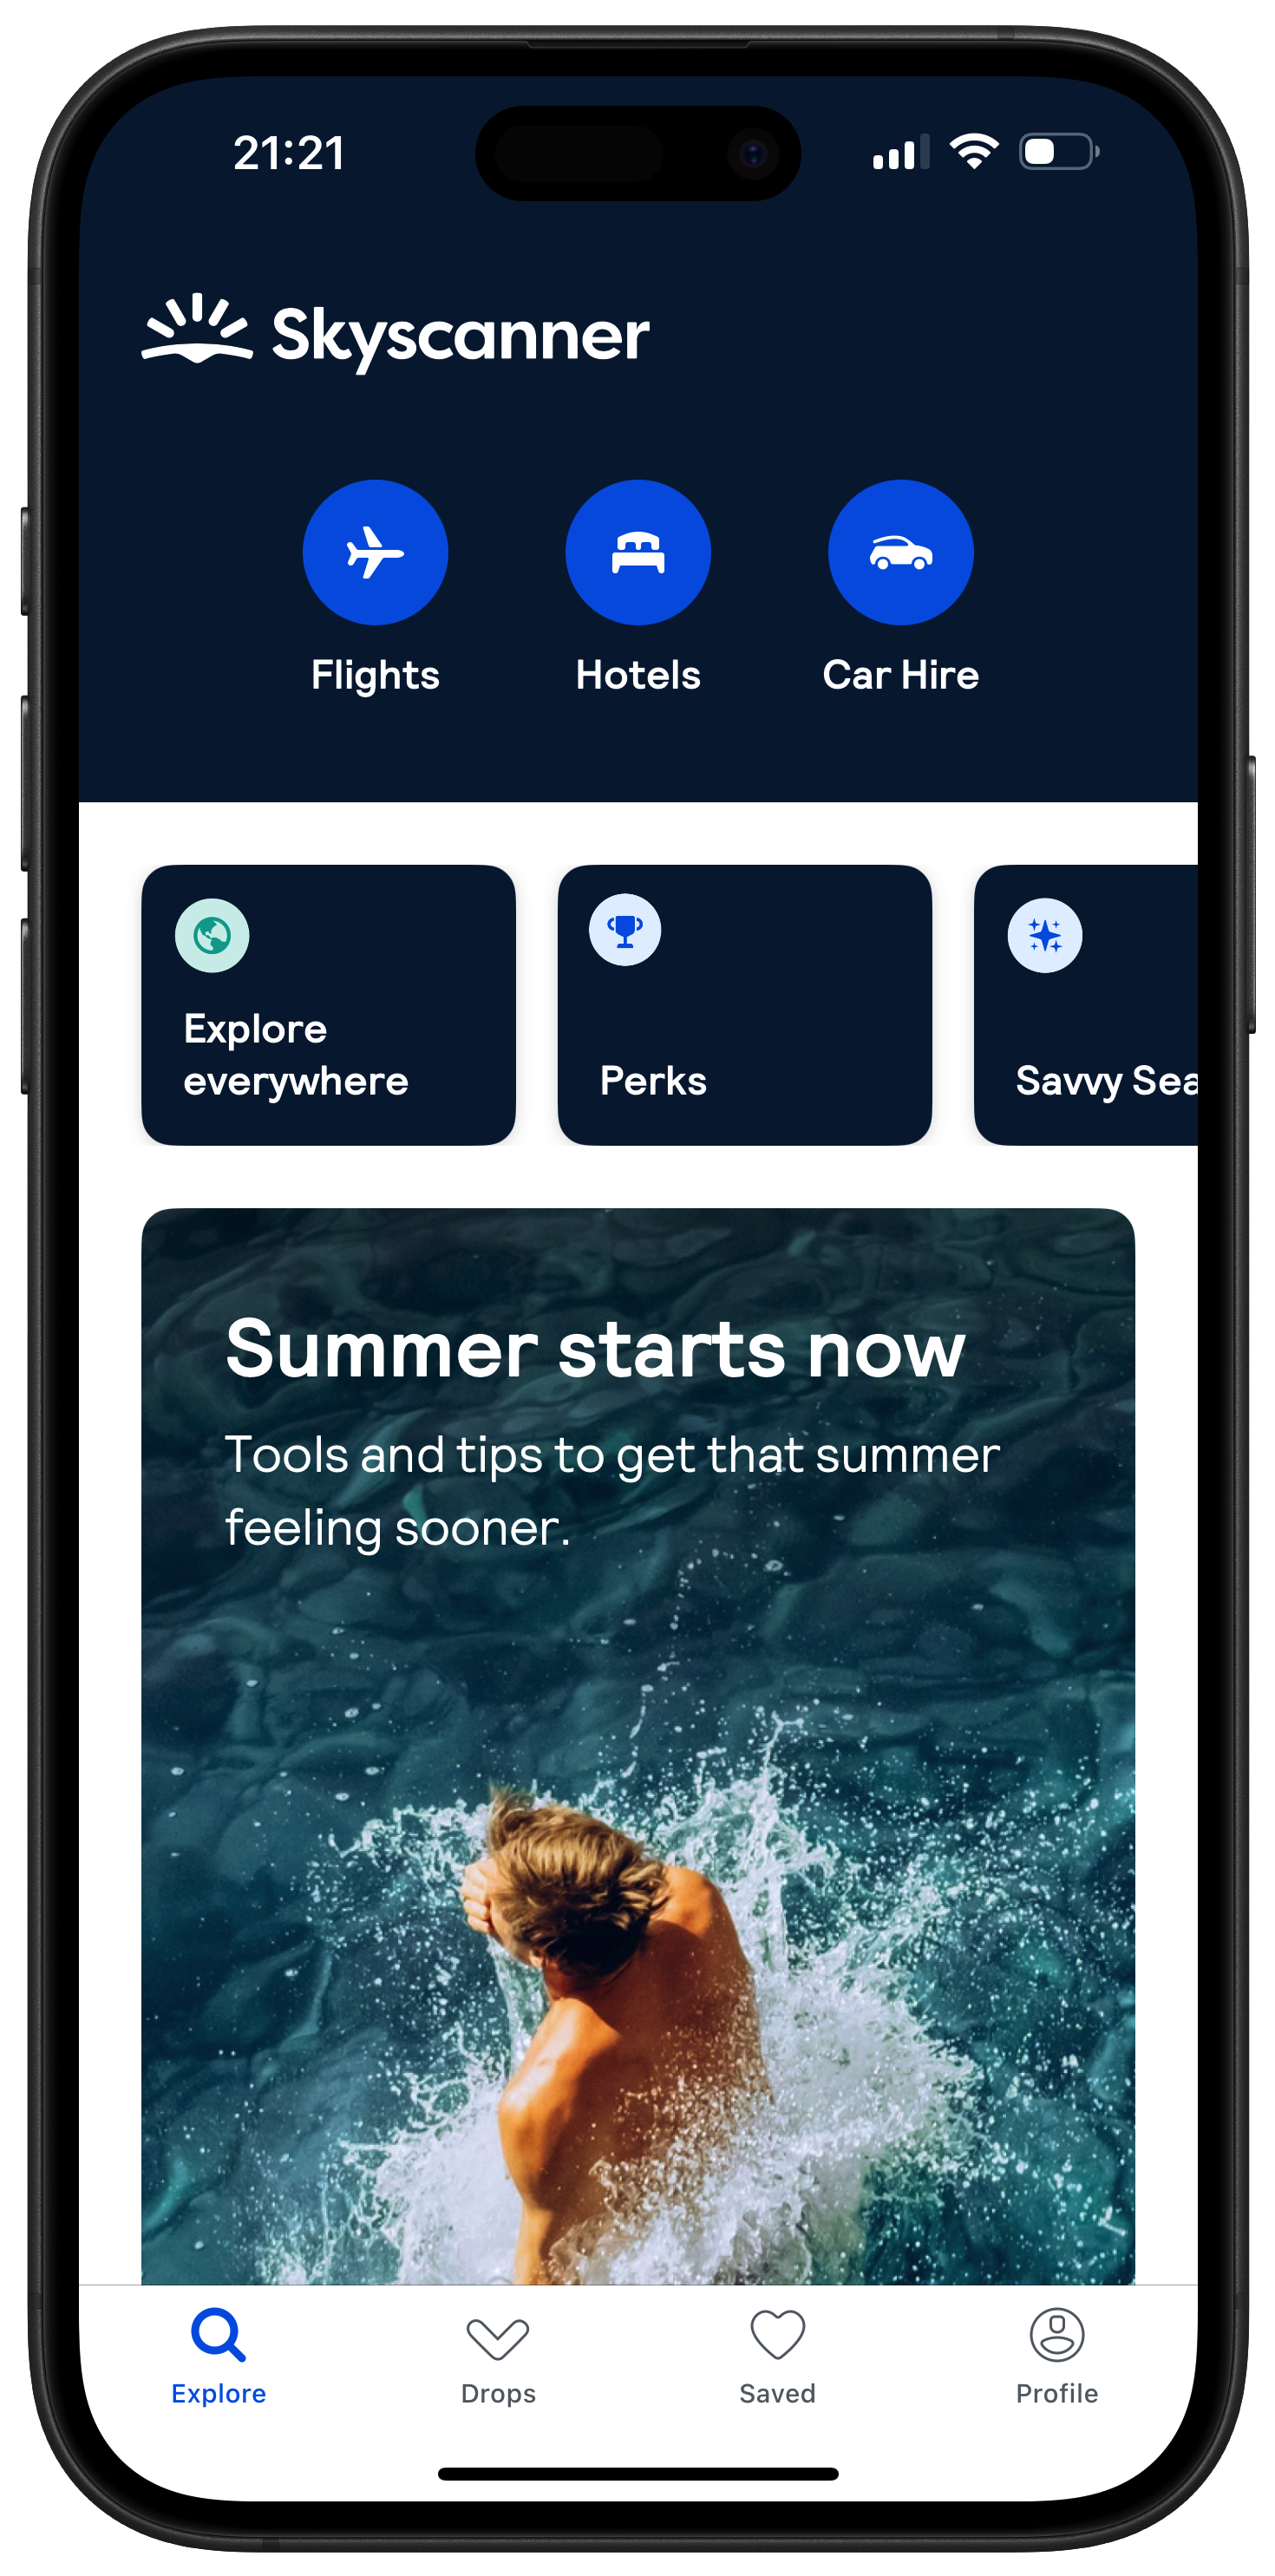 21:21
Skyscanner
Flights
Hotels
Car Hire
Explore
everywhere
Perks
Savvy Sea
Summer starts now
Tools and tips to get that summer
feeling sooner.
Explore
Drops
Saved
Profile